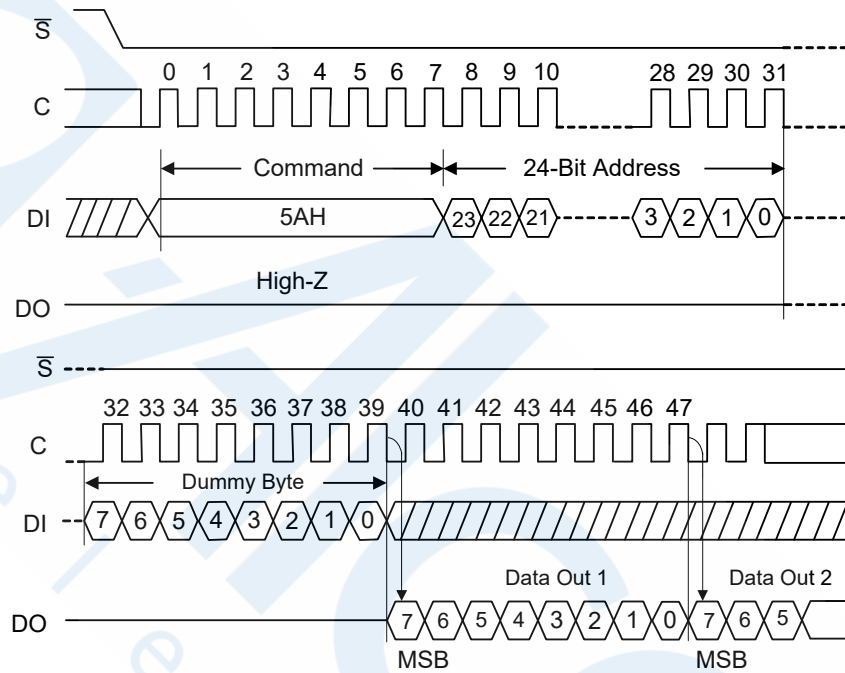 S
0 1 2 3 4 5 6 7 8 9 10 28 29 30 31
C
Command 24-Bit Address
DI 5AH 23 22 21 3 2 1 0
High-Z
DO
S
32 33 34 35 36 37 38 39 40 41 42 43 44 45 46 47
C
Dummy Byte
DI 7 6 5 4 3 2 1 0
Data Out 1 Data Out 2
DO 7 6 5 4 3 2 1 0 7 6 5
MSB MSB